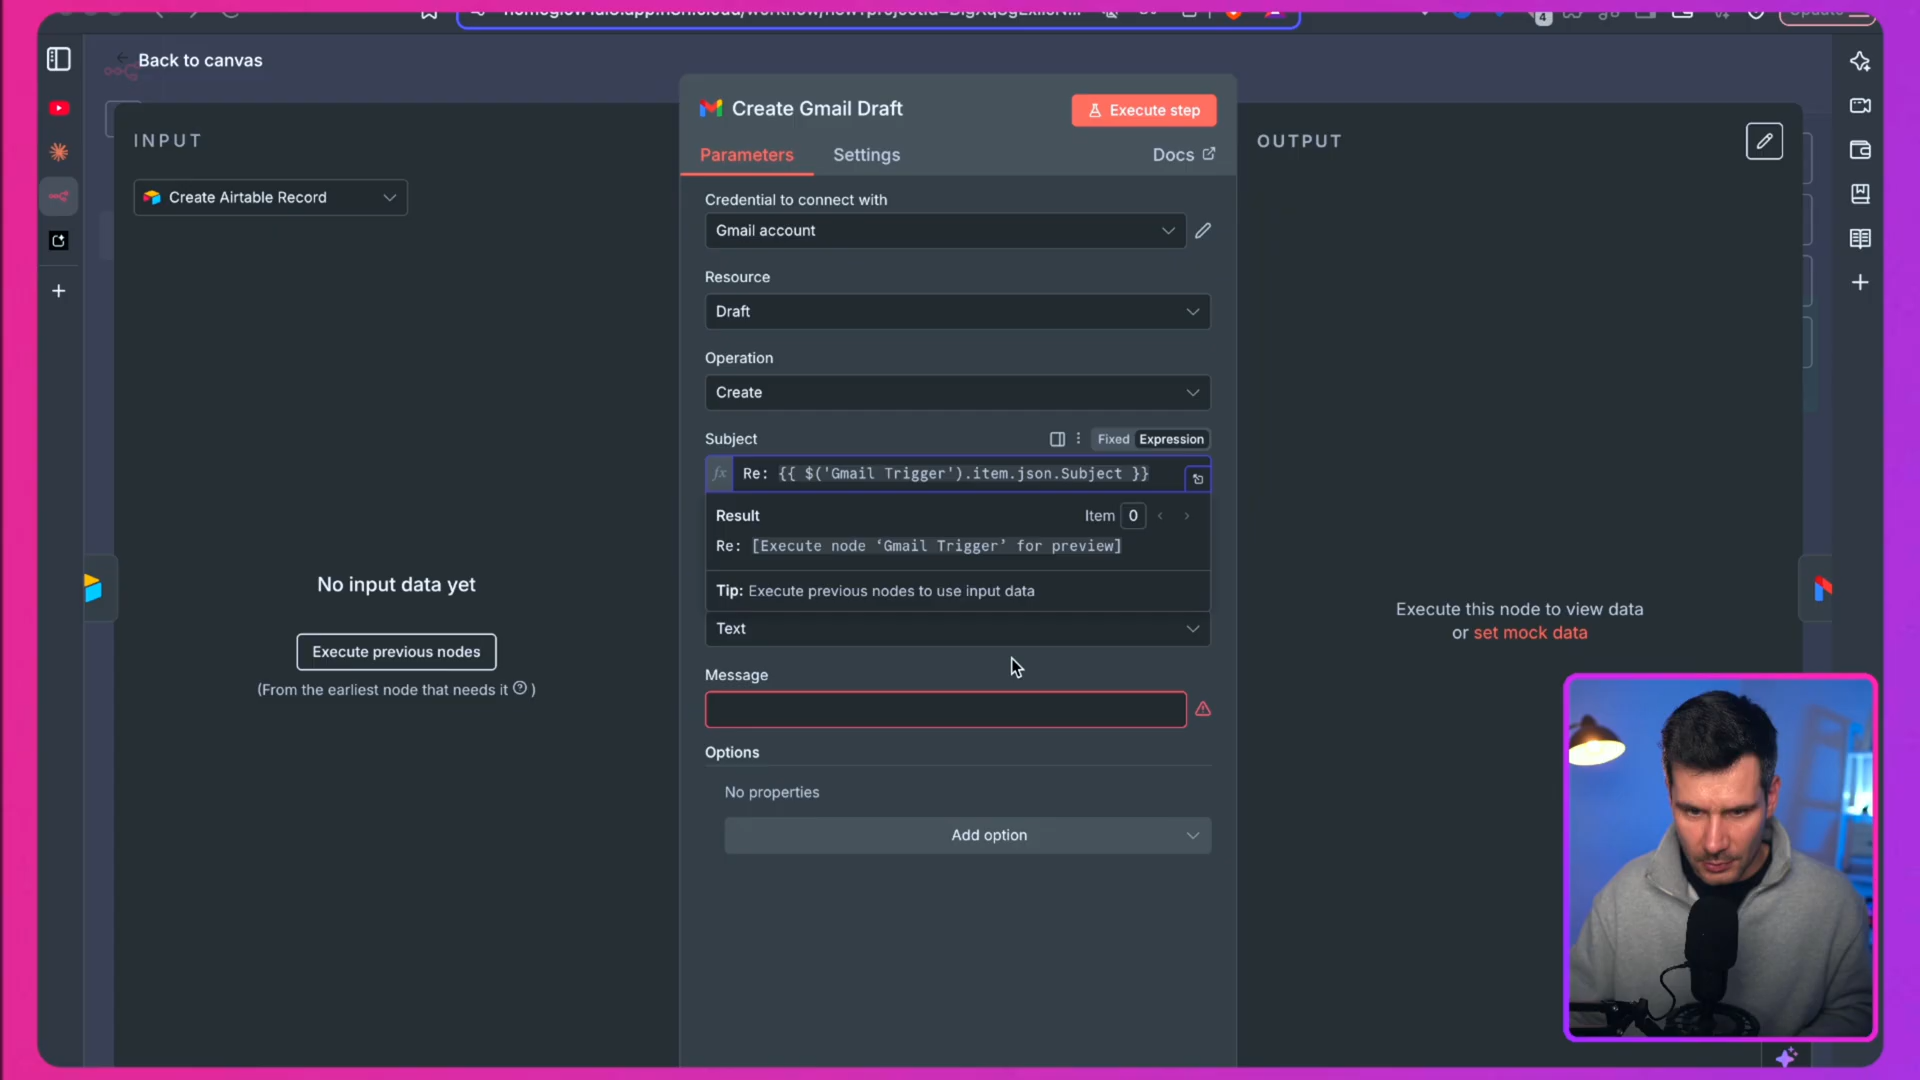 Back to canvas
INPUT
Create Airtable Record
No input data yet
Execute previous nodes
(From the earliest node that needs it ? )
Create Gmail Draft
Execute step
Parameters
Settings
Docs
Credential to connect with
Gmail account
Resource
Draft
Operation
Create
Subject
Fixed Expression
fx Re: {{ $('Gmail Trigger').item.json.Subject }}
Result
Item 0
Re: [Execute node ‘Gmail Trigger’ for preview]
Tip: Execute previous nodes to use input data
Text
Message
Options
No properties
Add option
OUTPUT
Execute this node to view data
or set mock data
4